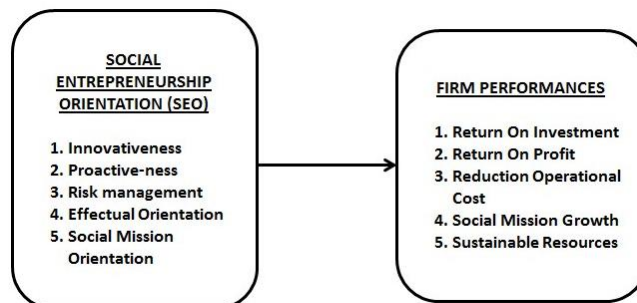 SOCIAL
ENTREPRENEURSHIP
ORIENTATION (SEO)
1. Innovativeness
2. Proactive-ness
3. Risk management
4. Effectual Orientation
5. Social Mission
Orientation
FIRM PERFORMANCES
1. Return On Investment
2. Return On Profit
3. Reduction Operational
Cost
4. Social Mission Growth
5. Sustainable Resources